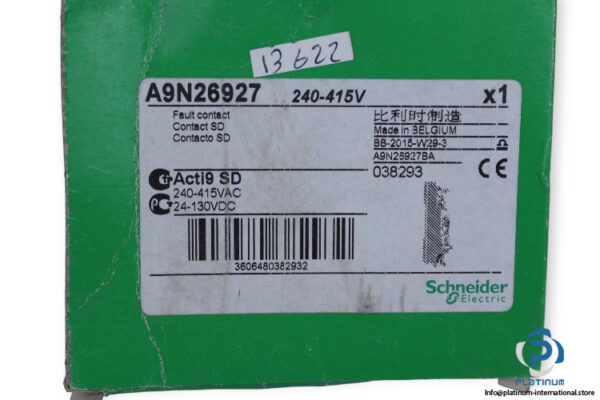 13622
A9N26927 240-415V x1
Fault contact
Contact SD
Contacto SD
比利时制造
Made in BELGIUM
BB-2015-W29-3
A9N26927BA
038293
CE
Acti9 SD
240-415VAC
24-130VDC
3606480382932
Schneider
Electric
PLATINUM
Info@platinum-international.store